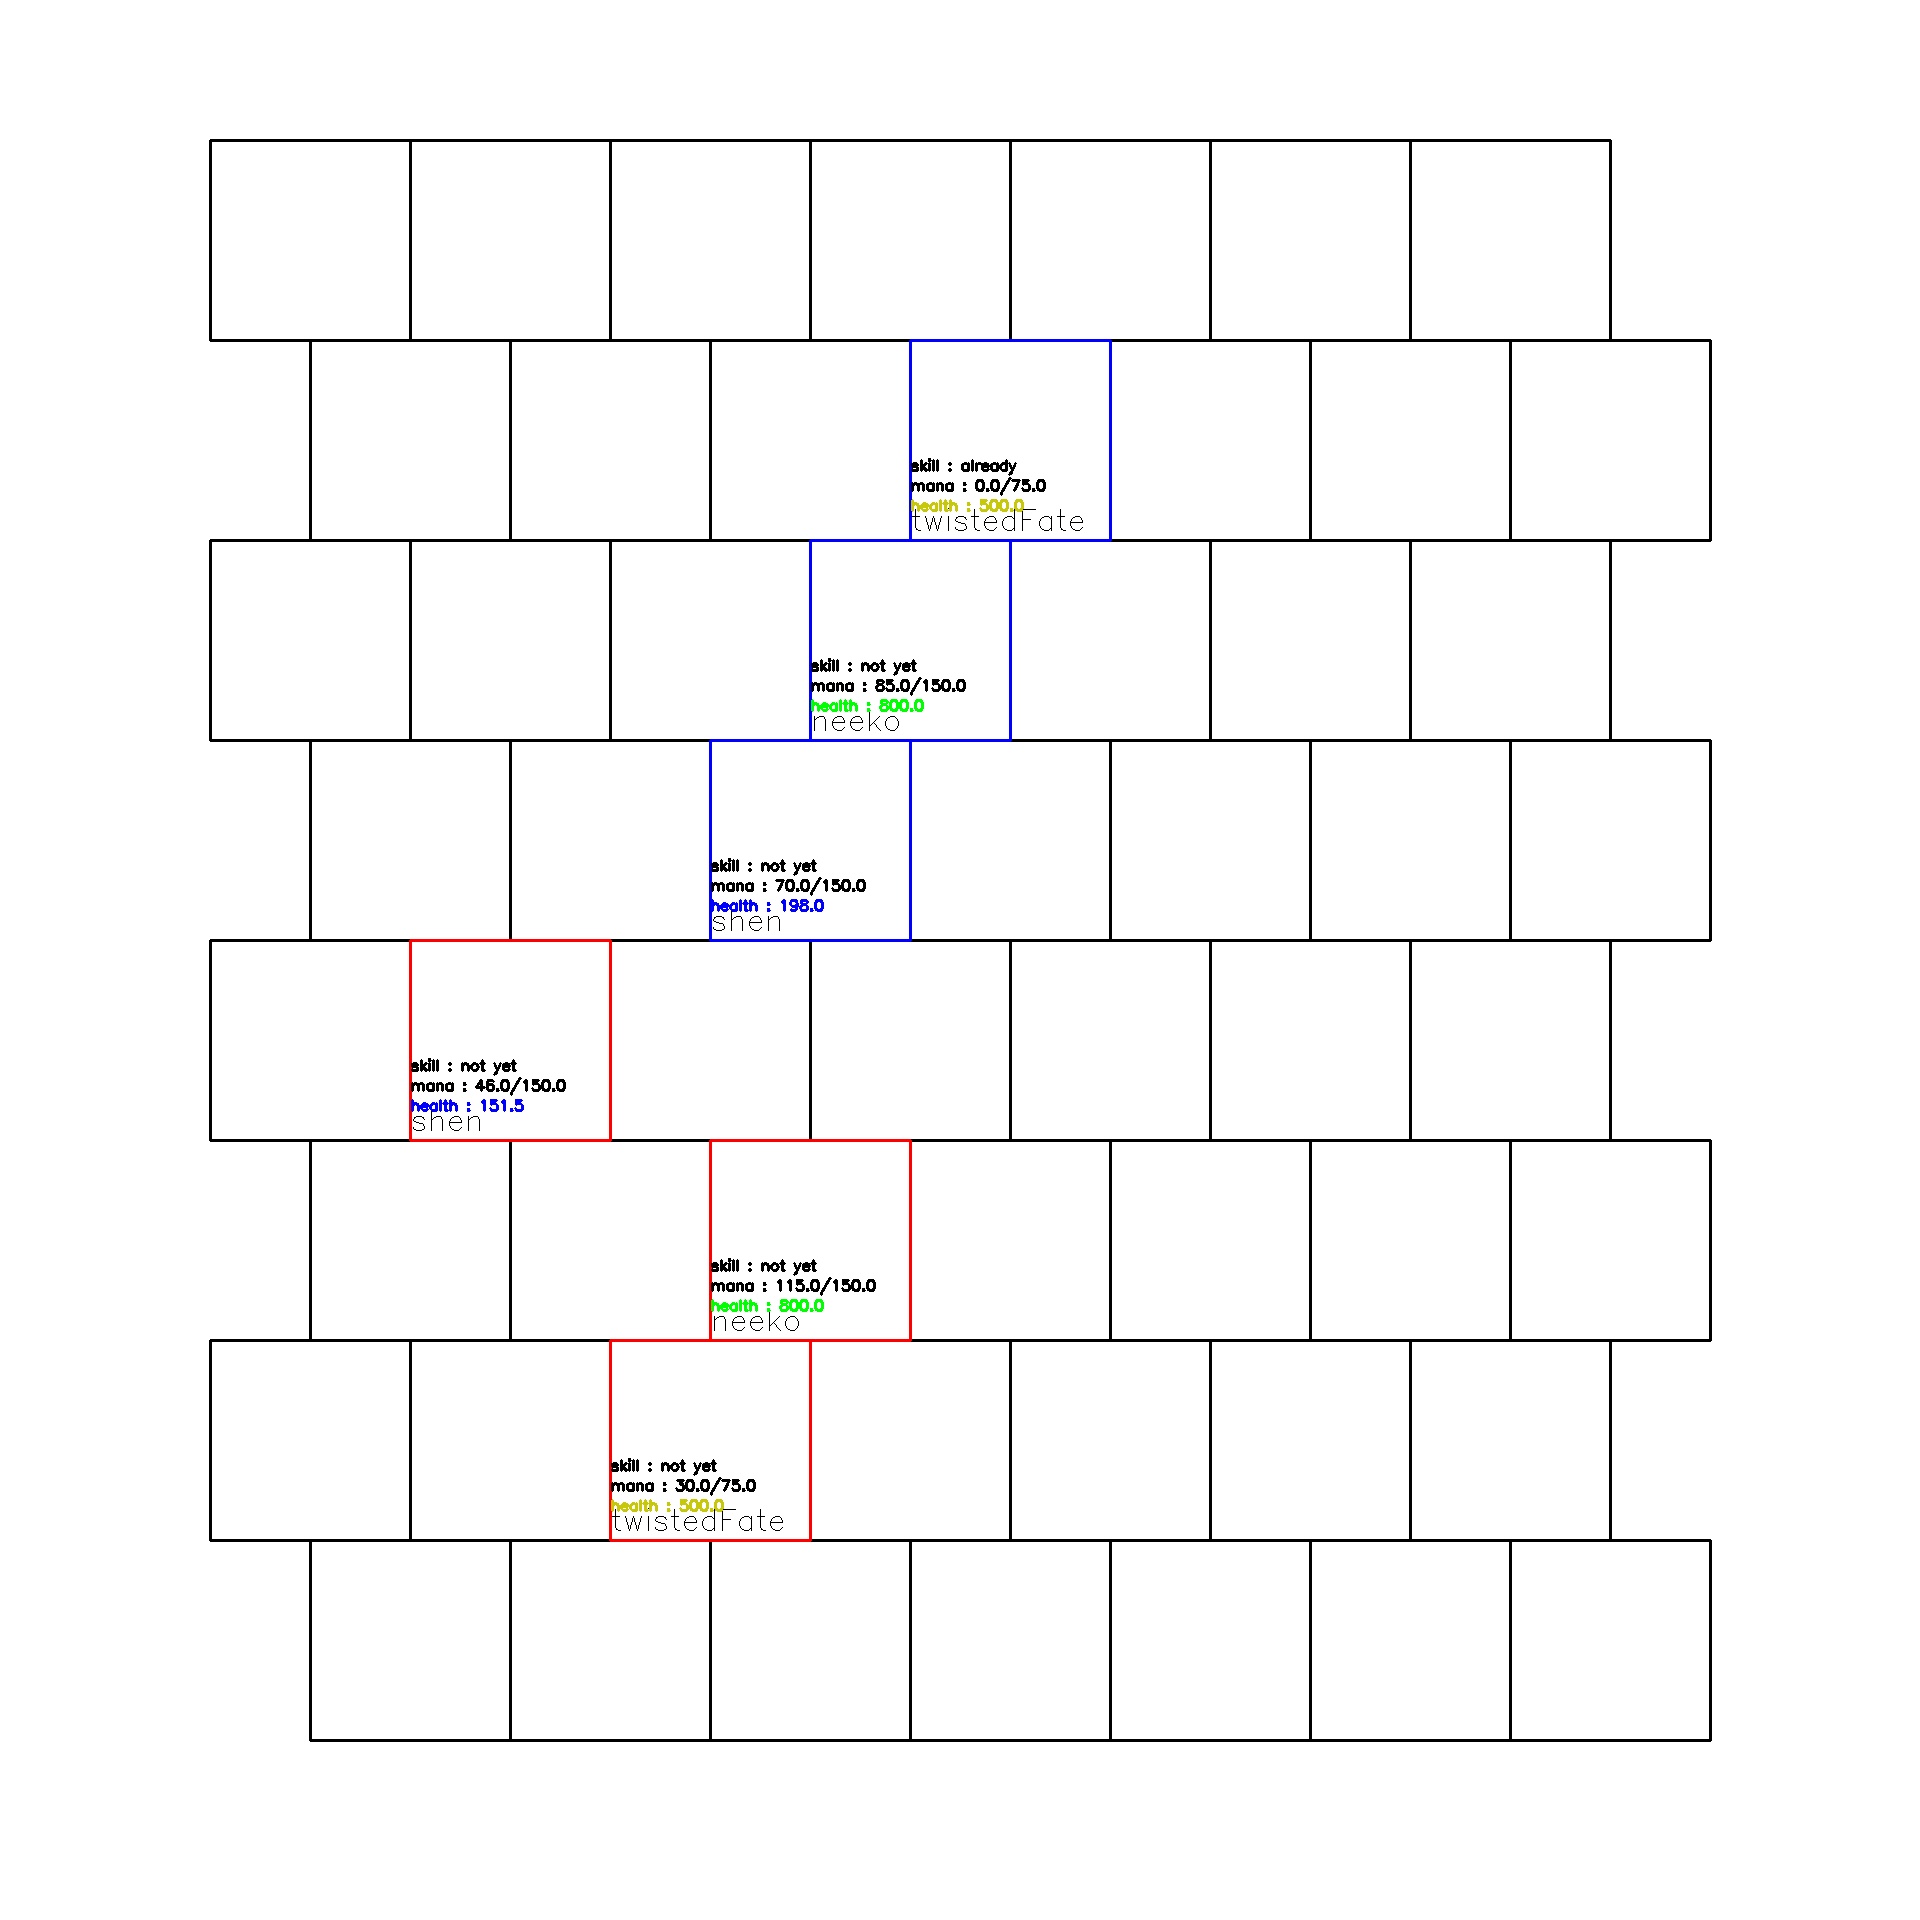 skill : already
mana : 0.0/75.0
health : 500.0
twistedFate
skill : not yet
mana : 85.0/150.0
health : 800.0
neeko
skill : not yet
mana : 70.0/150.0
health : 198.0
shen
skill : not yet
mana : 46.0/150.0
health : 151.5
shen
skill : not yet
mana : 115.0/150.0
health : 800.0
neeko
skill : not yet
mana : 30.0/75.0
health : 500.0
twistedFate